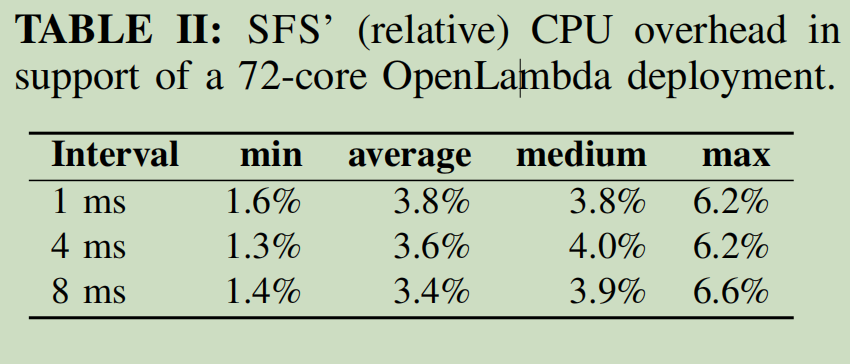 TABLE II: SFS’ (relative) CPU overhead in
support of a 72-core OpenLambda deployment.
Interval min average medium max
1 ms 1.6% 3.8% 3.8% 6.2%
4 ms 1.3% 3.6% 4.0% 6.2%
8 ms 1.4% 3.4% 3.9% 6.6%